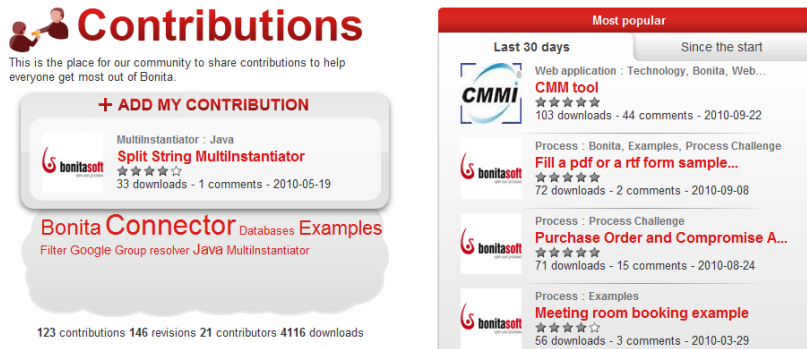 Contributions
This is the place for our community to share contributions to help
everyone get most out of Bonita.
+ ADD MY CONTRIBUTION
bonitasoft
MultiInstantiator : Java
Split String MultiInstantiator
33 downloads - 1 comments - 2010-05-19
Bonita Connector Databases Examples
Filter Google Group resolver Java MultiInstantiator
123 contributions 146 revisions 21 contributors 4116 downloads
Most popular
Last 30 days
Since the start
CMMi
Web application : Technology, Bonita, Web...
CMM tool
103 downloads - 44 comments - 2010-09-22
bonitasoft
Process : Bonita, Examples, Process Challenge
Fill a pdf or a rtf form sample...
72 downloads - 2 comments - 2010-09-08
bonitasoft
Process : Process Challenge
Purchase Order and Compromise A...
71 downloads - 15 comments - 2010-08-24
bonitasoft
Process : Examples
Meeting room booking example
56 downloads - 3 comments - 2010-03-29